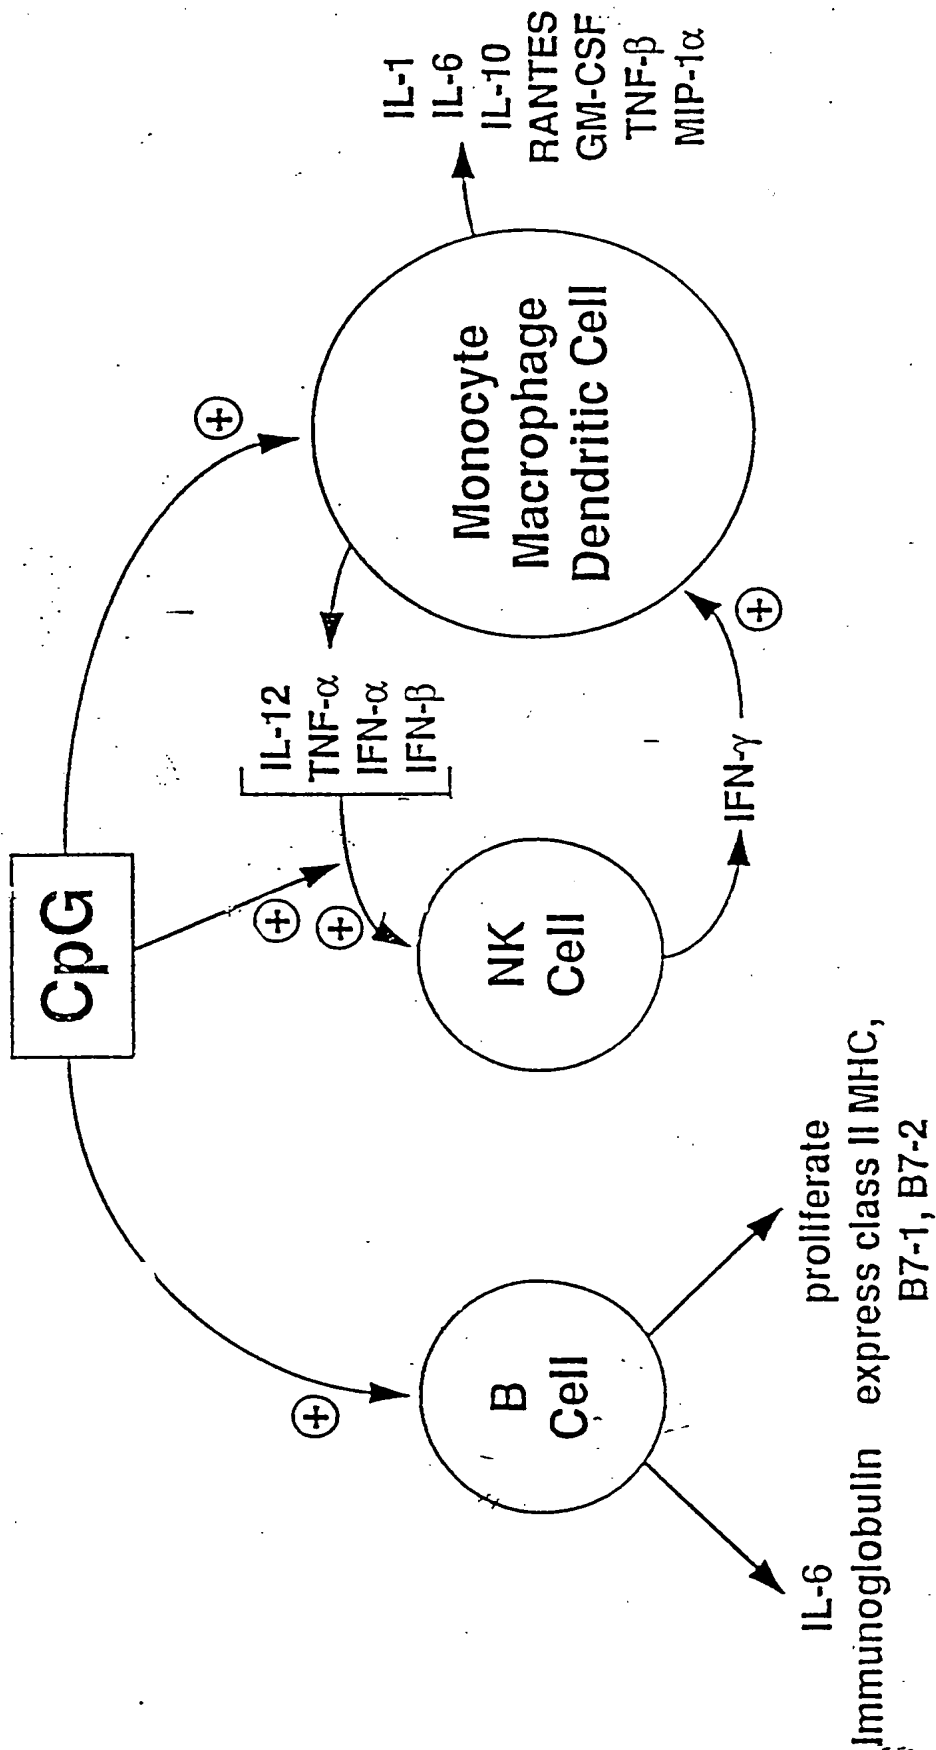 CpG
+
+
+
+
IL-12
TNF-α
IFN-α
IFN-β
B
Cell
NK
Cell
Monocyte
Macrophage
Dendritic Cell
IL-1
IL-6
IL-10
RANTES
GM-CSF
TNF-β
MIP-1α
IFN-γ
+
IL-6
Immunoglobulin
proliferate
express class II MHC,
B7-1, B7-2